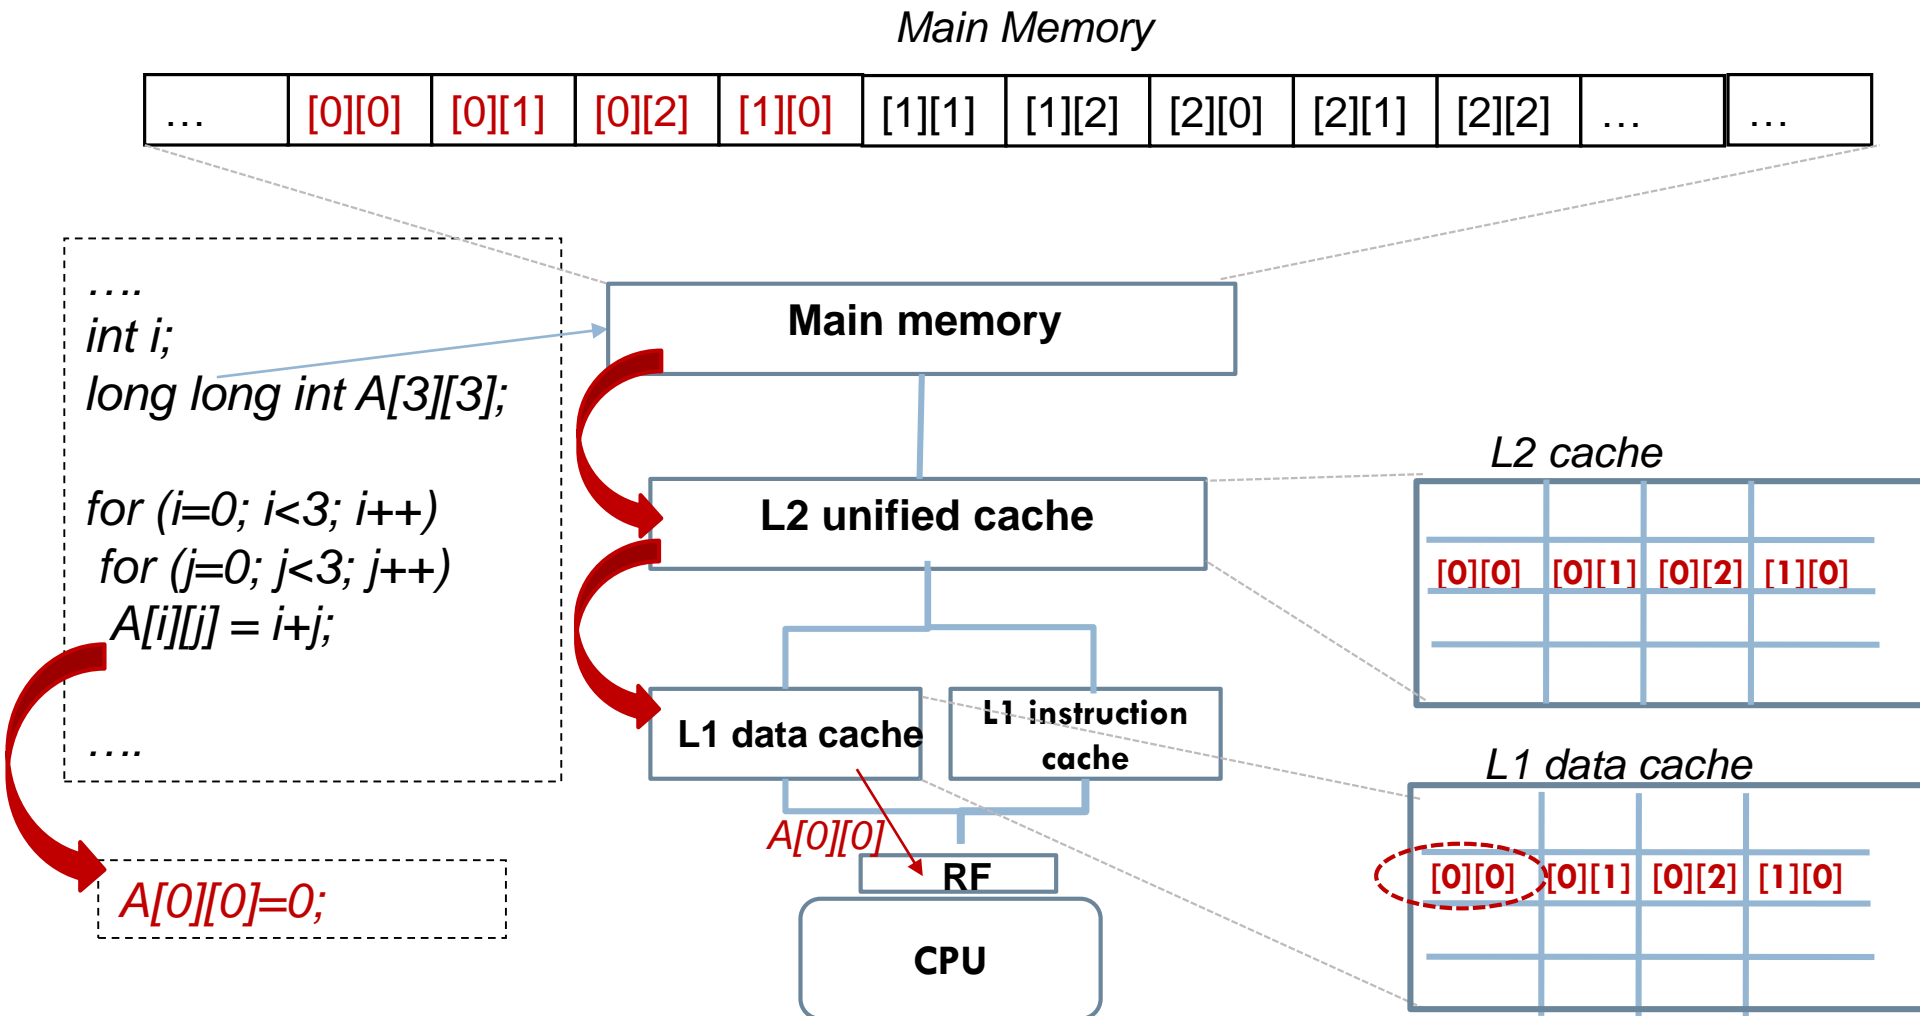 Main Memory
… [0][0] [0][1] [0][2] [1][0] [1][1] [1][2] [2][0] [2][1] [2][2] … …
….
int i;
long long int A[3][3];
for (i=0; i<3; i++)
for (j=0; j<3; j++)
A[i][j] = i+j;
….
A[0][0]=0;
Main memory
L2 unified cache
L1 data cache
L1 instruction
cache
A[0][0]
RF
CPU
L2 cache
[0][0] [0][1] [0][2] [1][0]
L1 data cache
[0][0] [0][1] [0][2] [1][0]